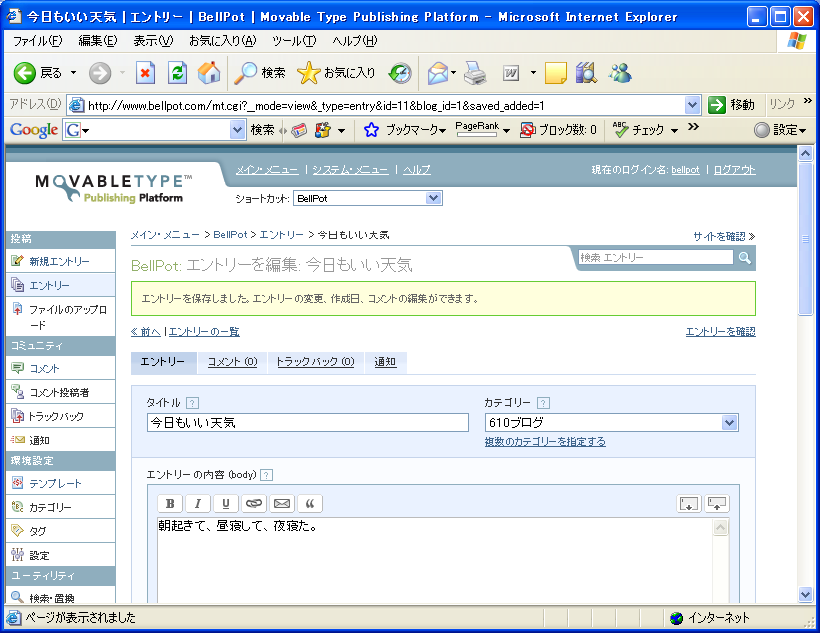 今日もいい天気 | エントリー | BellPot | Movable Type Publishing Platform - Microsoft Internet Explorer
ファイル(F) 編集(E) 表示(V) お気に入り(A) ツール(T) ヘルプ(H)
戻る 検索 お気に入り
アドレス(D) http://www.bellpot.com/mt.cgi?__mode=view&_type=entry&id=11&blog_id=1&saved_added=1 移動 リンク »
Google G 検索 ブックマーク PageRank ブロック数: 0 ABC チェック » 設定
MOVABLETYPE™
Publishing Platform
メイン・メニュー | システム・メニュー | ヘルプ 現在のログイン名: bellpot | ログアウト
ショートカット: BellPot
投稿
新規エントリー
エントリー
ファイルのアップロ
ード
コミュニティ
コメント
コメント投稿者
トラックバック
通知
環境設定
テンプレート
カテゴリー
タグ
設定
ユーティリティ
検索・置換
メイン・メニュー > BellPot > エントリー > 今日もいい天気 サイトを確認 »
BellPot: エントリーを編集: 今日もいい天気 検索 エントリー
エントリーを保存しました。エントリーの変更、作成日、コメントの編集ができます。
« 前へ | エントリーの一覧 エントリーを確認
エントリー コメント (0) トラックバック (0) 通知
タイトル ? カテゴリー ?
今日もいい天気 610ブログ
複数のカテゴリーを指定する
エントリーの内容 (body) ?
B I U “
朝起きて、昼寝して、夜寝た。
ページが表示されました インターネット